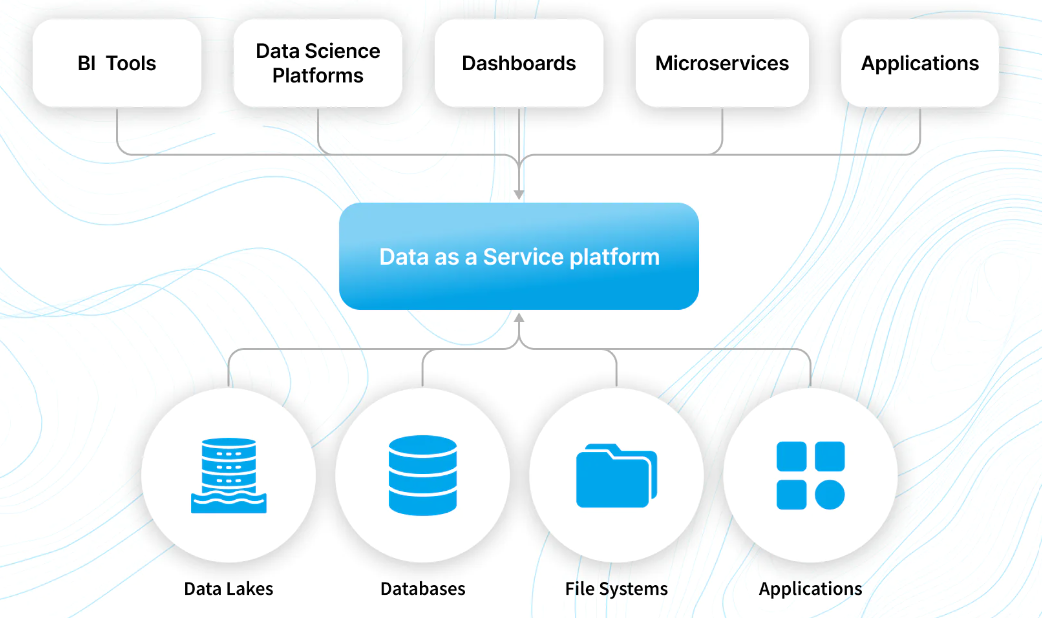 BI Tools
Data Science
Platforms
Dashboards
Microservices
Applications
Data as a Service platform
Data Lakes
Databases
File Systems
Applications